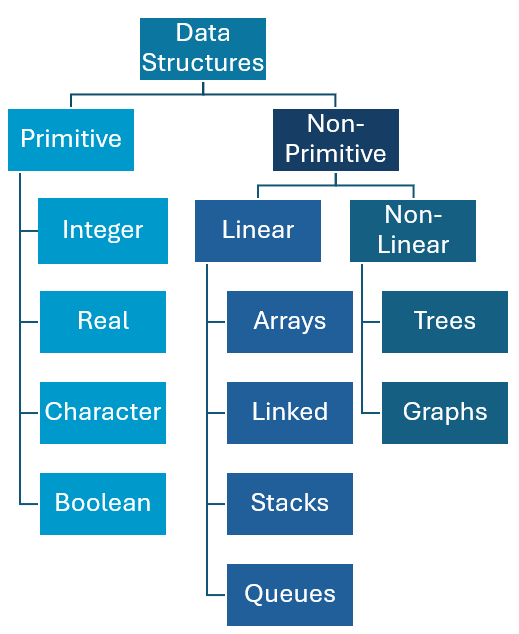 Data
Structures
Primitive
Non-
Primitive
Integer
Real
Character
Boolean
Linear
Arrays
Linked
Stacks
Queues
Non-
Linear
Trees
Graphs